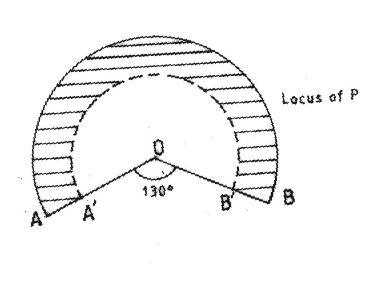 Locus of P
O
130°
A A' B' B